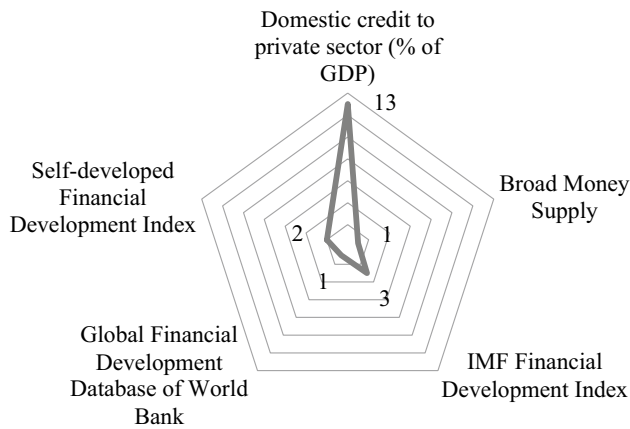 Domestic credit to
private sector (% of
GDP)
13
Self-developed
Financial
Development Index
Broad Money
Supply
2
1
1
3
Global Financial
Development
Database of World
Bank
IMF Financial
Development Index